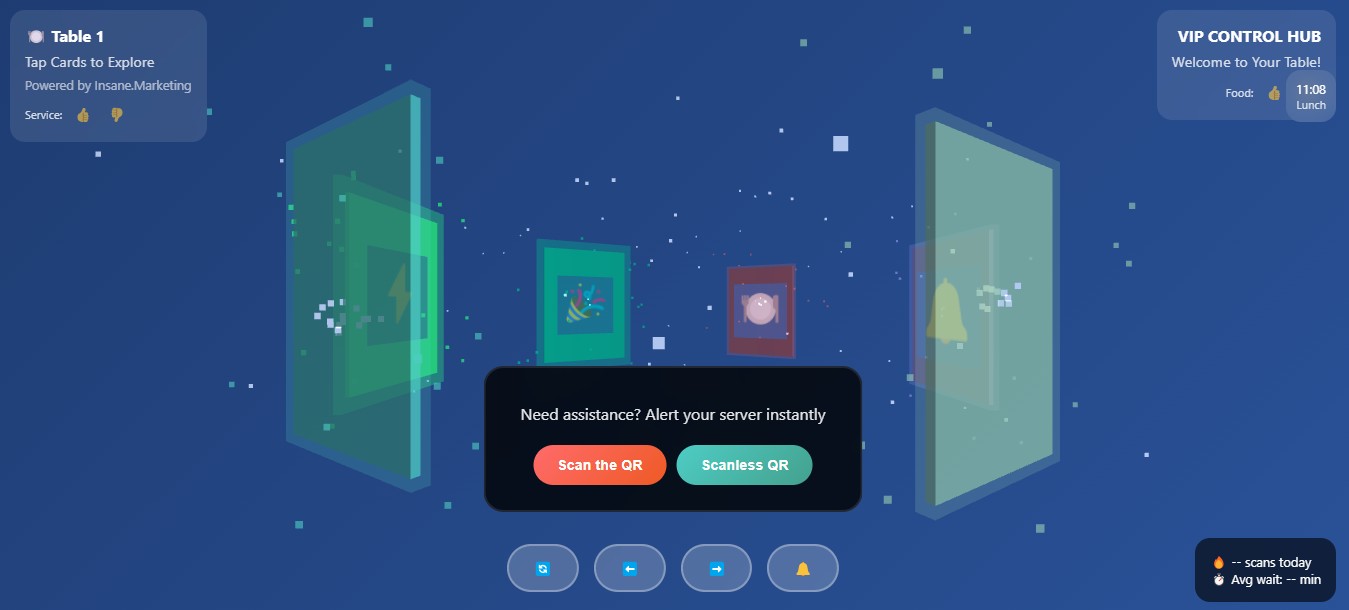 Table 1
Tap Cards to Explore
Powered by Insane.Marketing
Service:
VIP CONTROL HUB
Welcome to Your Table!
Food:
11:08
Lunch
Need assistance? Alert your server instantly
Scan the QR
Scanless QR
-- scans today
Avg wait: -- min